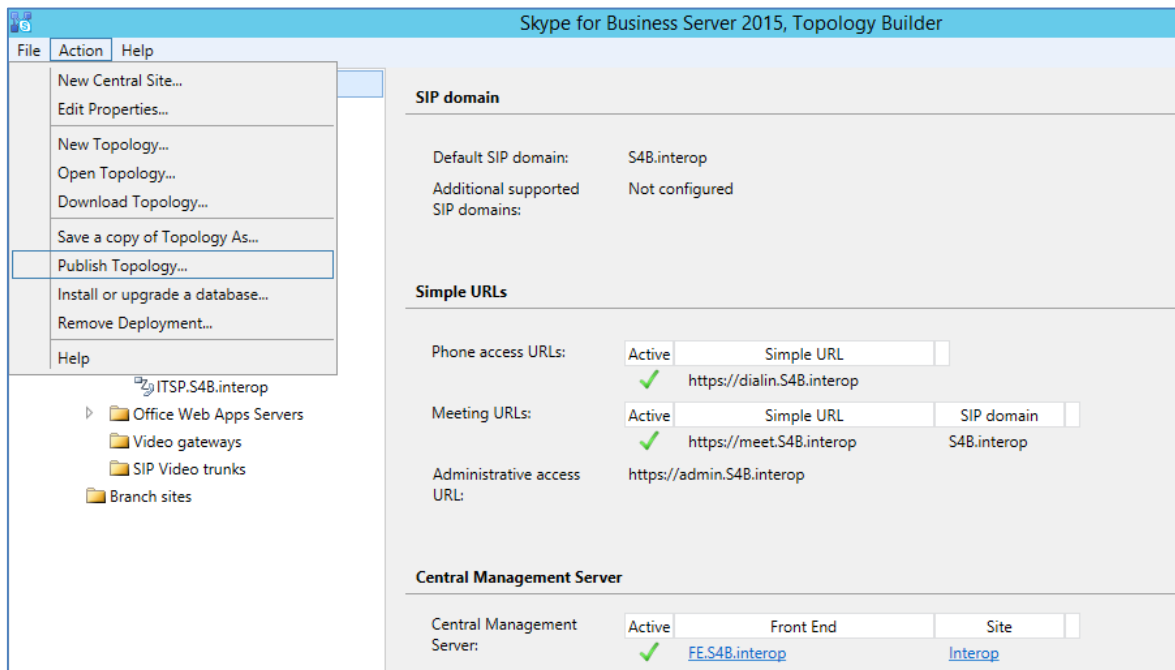 Skype for Business Server 2015, Topology Builder
File Action Help
New Central Site...
Edit Properties...
New Topology...
Open Topology...
Download Topology...
Save a copy of Topology As...
Publish Topology...
Install or upgrade a database...
Remove Deployment...
Help
ITSP.S4B.interop
Office Web Apps Servers
Video gateways
SIP Video trunks
Branch sites
SIP domain
Default SIP domain: S4B.interop
Additional supported Not configured
SIP domains:
Simple URLs
Phone access URLs: Active Simple URL
https://dialin.S4B.interop
Meeting URLs: Active Simple URL SIP domain
https://meet.S4B.interop S4B.interop
Administrative access https://admin.S4B.interop
URL:
Central Management Server
Central Management Active Front End Site
Server: FE.S4B.interop Interop